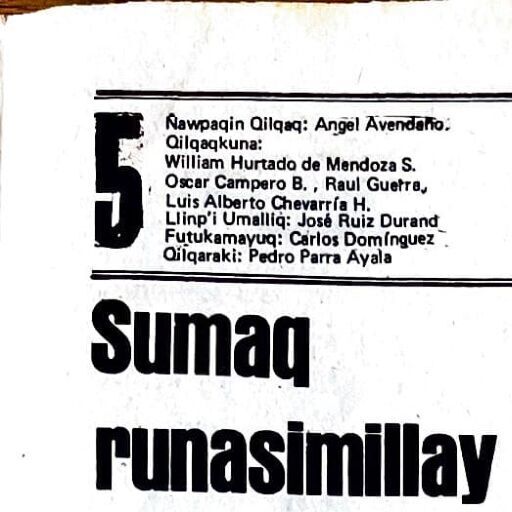 5
Ñawpaqin Qilqaq: Angel Avendaño.
Qilqaqkuna:
William Hurtado de Mendoza S.
Oscar Campero B. , Raul Guerra,
Luis Alberto Chevarría H.
Llinp'i Umalliq: José Ruiz Durand
Futukamayuq: Carlos Domínguez
Qilqaraki: Pedro Parra Ayala
Sumaq
runasimillay